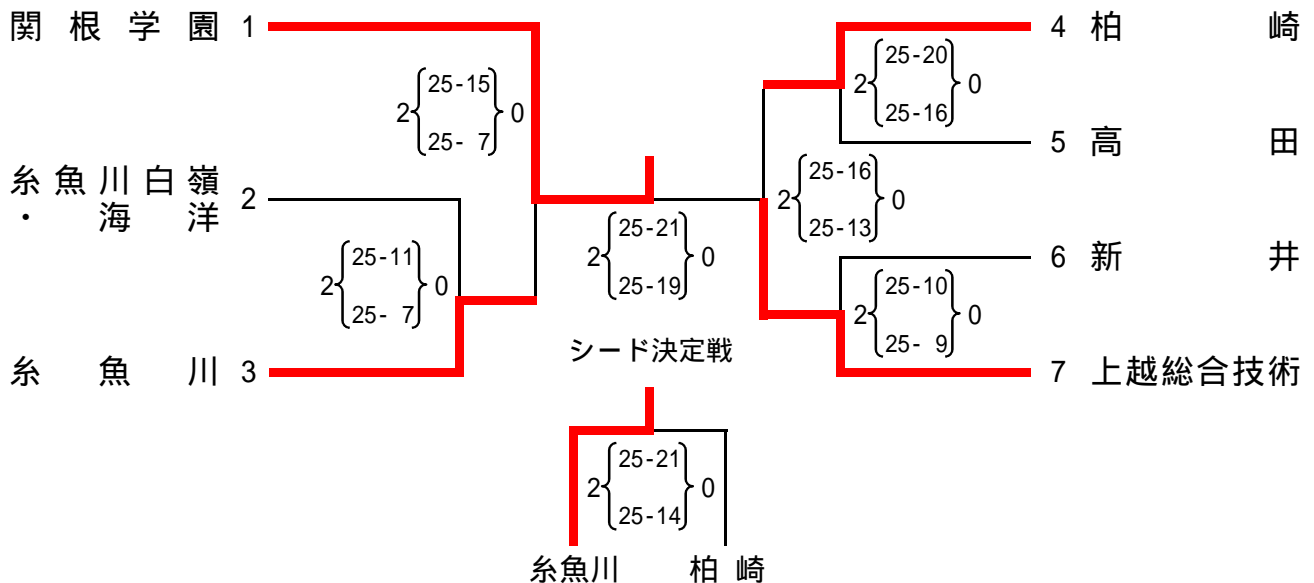 関根学園 1
4 柏崎
25-15
2 0
25- 7
25-20
2 0
25-16
5 高田
糸魚川白嶺
・海洋 2
25-16
2 0
25-13
25-21
2 0
25-19
25-11
2 0
25- 7
6 新井
25-10
2 0
25- 9
シード決定戦
糸魚川 3
7 上越総合技術
25-21
2 0
25-14
糸魚川 柏崎